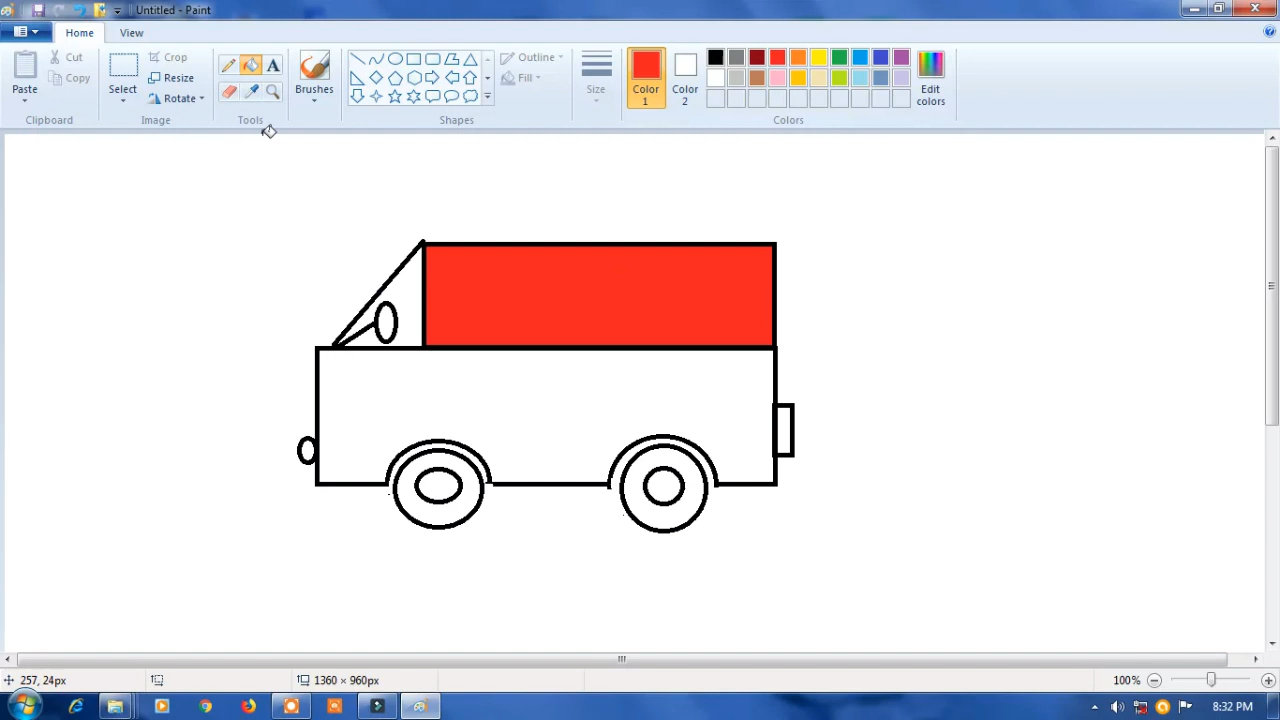 Untitled - Paint
Home
View
Paste
Cut
Copy
Clipboard
Select
Crop
Resize
Rotate
Image
A
Tools
Brushes
Outline
Fill
Shapes
Size
Color
1
Color
2
Edit
colors
Colors
257, 24px
1360 × 960px
100%
8:32 PM